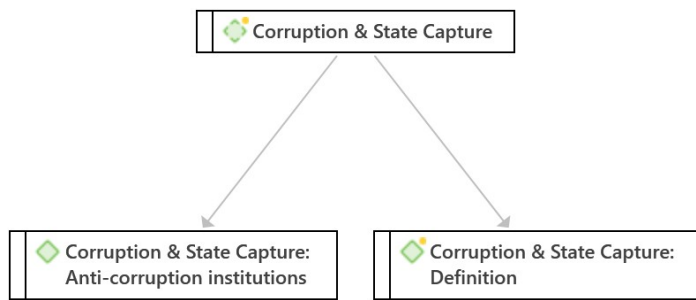 Corruption & State Capture
Corruption & State Capture:
Anti-corruption institutions
Corruption & State Capture:
Definition